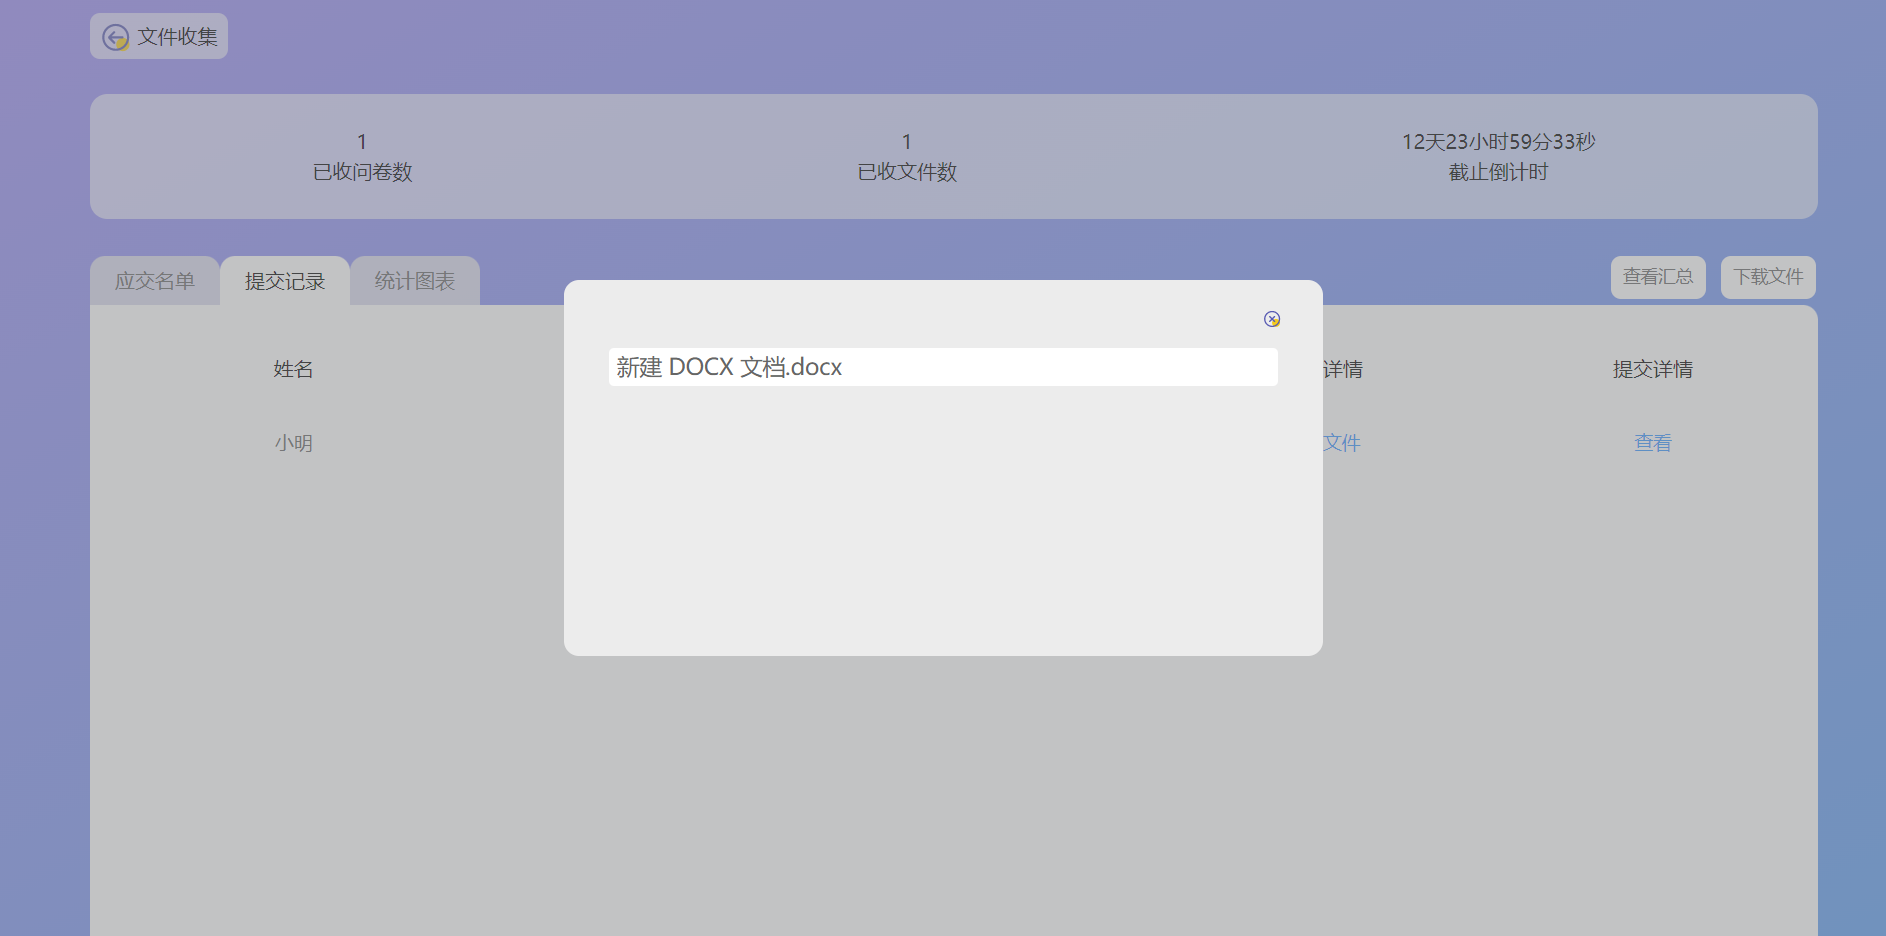 文件收集
1
已收问卷数
1
已收文件数
12天23小时59分33秒
截止倒计时
应交名单
提交记录
统计图表
查看汇总
下载文件
新建 DOCX 文档.docx
姓名
详情
提交详情
小明
文件
查看